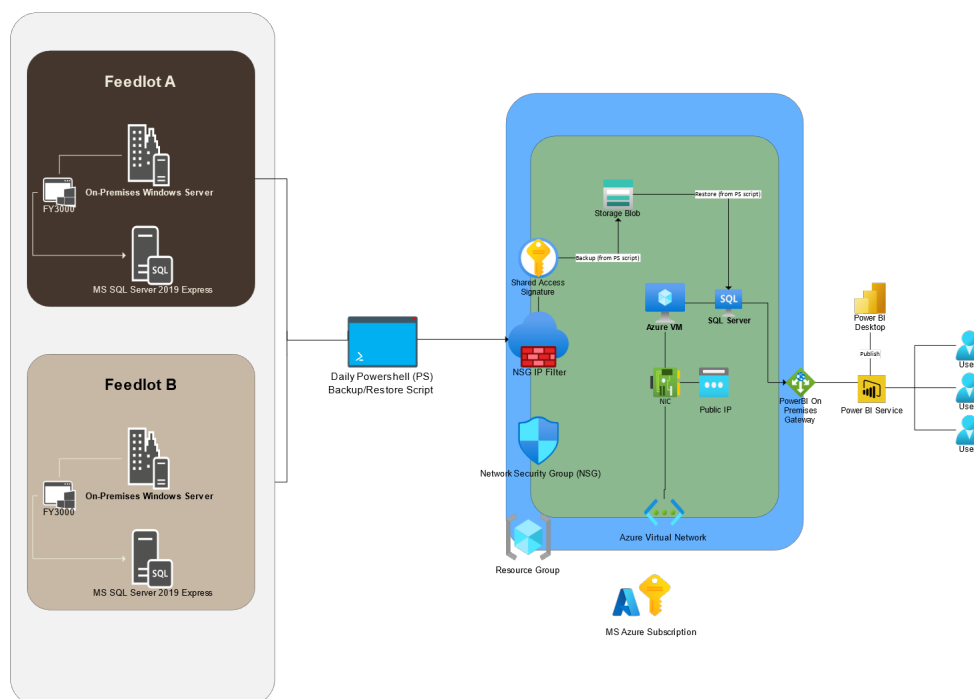 Feedlot A
On-Premises Windows Server
FY3000
SQL
MS SQL Server 2019 Express
Feedlot B
On-Premises Windows Server
FY3000
SQL
MS SQL Server 2019 Express
Daily Powershell (PS)
Backup/Restore Script
Storage Blob
Restore (from PS script)
Backup (from PS script)
Shared Access
Signature
NSG IP Filter
Network Security Group (NSG)
Resource Group
Azure VM
SQL
SQL Server
NIC
Public IP
Azure Virtual Network
MS Azure Subscription
PowerBI On
Premises
Gateway
Power BI
Desktop
Publish
Power BI Service
Use
Use
Use